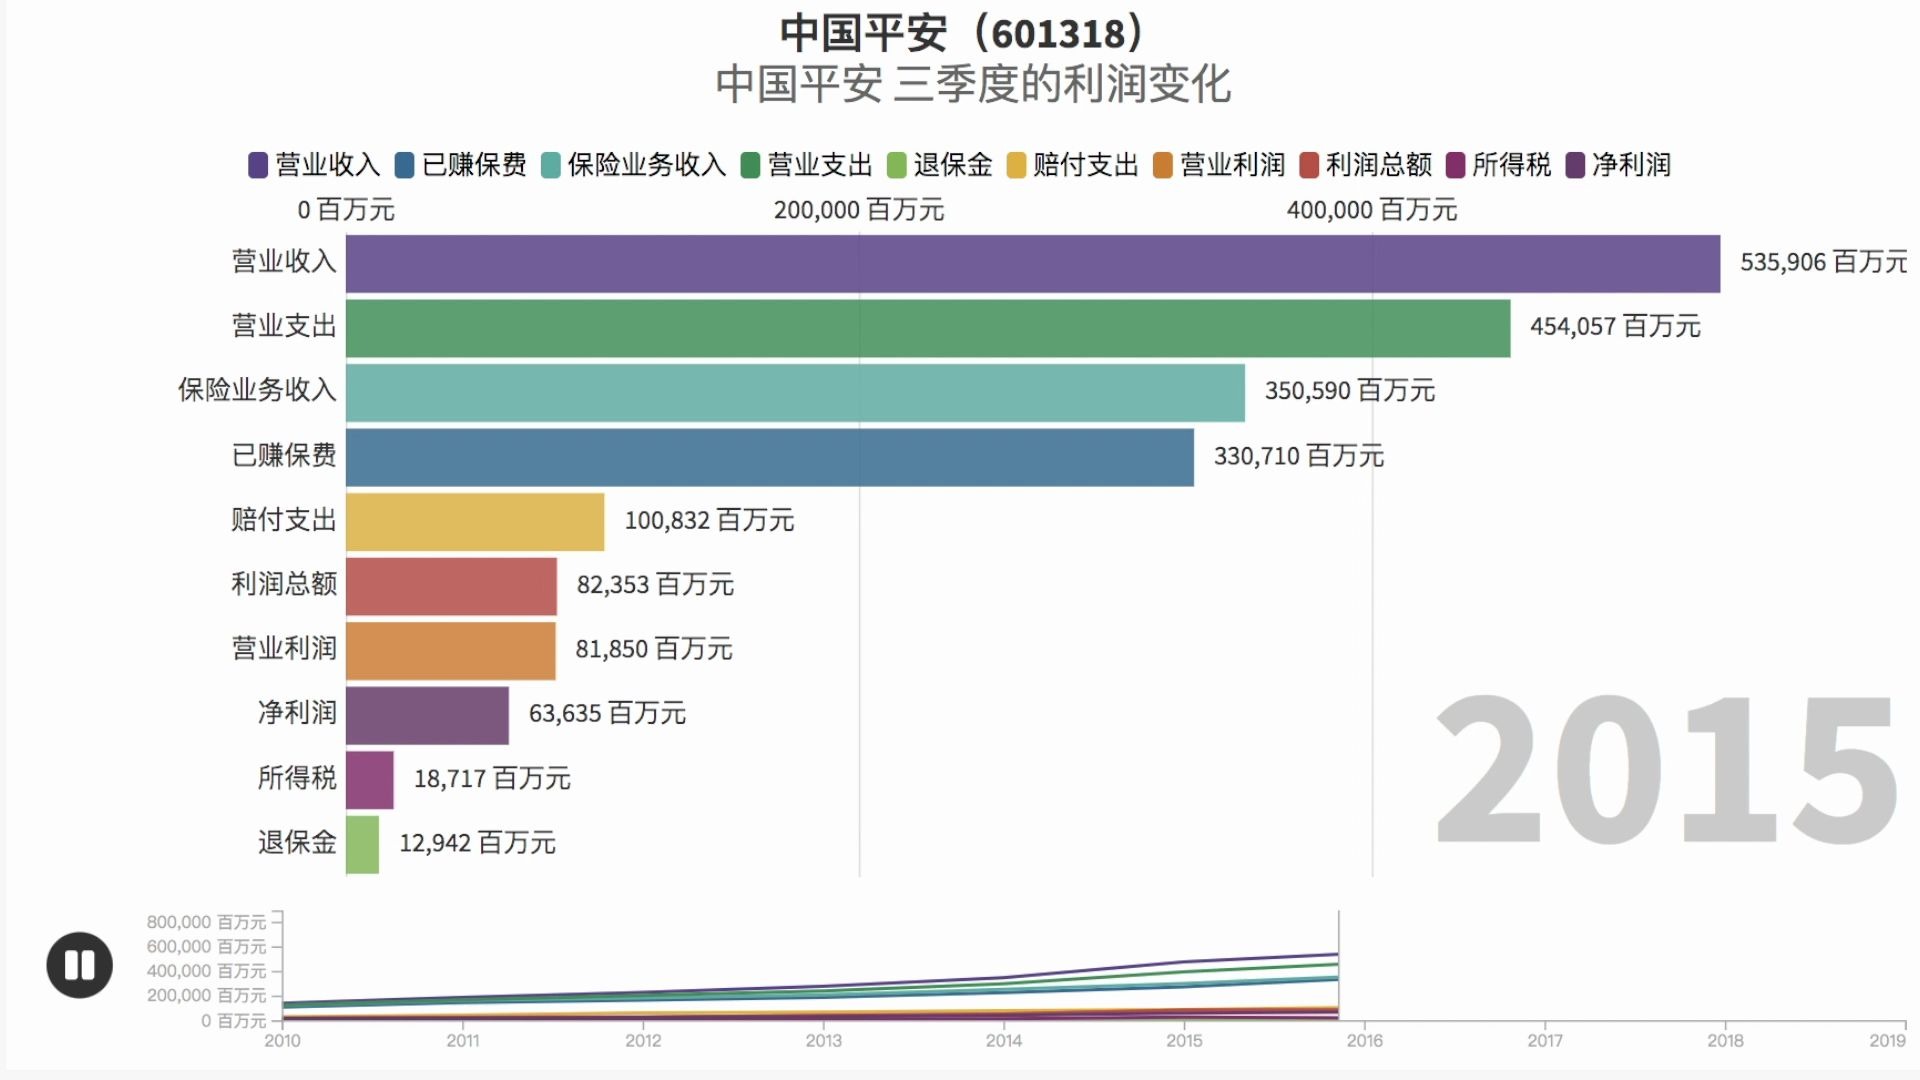 中国平安（601318）
中国平安 三季度的利润变化
营业收入 已赚保费 保险业务收入 营业支出 退保金 赔付支出 营业利润 利润总额 所得税 净利润
0 百万元 200,000 百万元 400,000 百万元
营业收入 535,906 百万元
营业支出 454,057 百万元
保险业务收入 350,590 百万元
已赚保费 330,710 百万元
赔付支出 100,832 百万元
利润总额 82,353 百万元
营业利润 81,850 百万元
净利润 63,635 百万元
所得税 18,717 百万元
退保金 12,942 百万元
2015
800,000 百万元
600,000 百万元
400,000 百万元
200,000 百万元
0 百万元
2010 2011 2012 2013 2014 2015 2016 2017 2018 2019